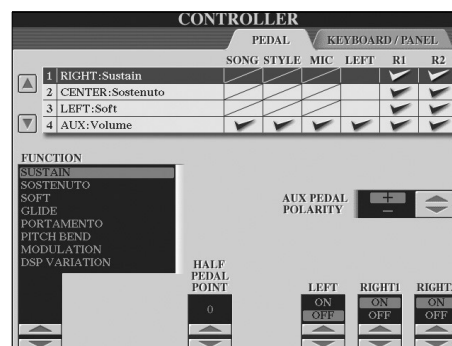 CONTROLLER
PEDAL KEYBOARD / PANEL
SONG STYLE MIC LEFT R1 R2
1 RIGHT:Sustain
2 CENTER:Sostenuto
3 LEFT:Soft
4 AUX:Volume
FUNCTION
SUSTAIN
SOSTENUTO
SOFT
GLIDE
PORTAMENTO
PITCH BEND
MODULATION
DSP VARIATION
AUX PEDAL
POLARITY
+
−
HALF
PEDAL
POINT
0
LEFT RIGHT1 RIGHT
ON ON ON
OFF OFF OFF